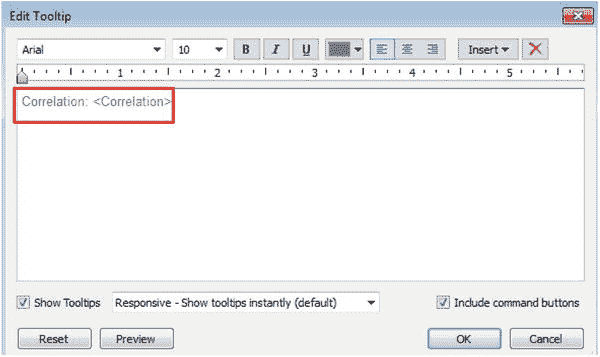 Edit Tooltip
Arial 10 B I U Insert
1 2 3 4 5
Correlation: <Correlation>
Show Tooltips Responsive - Show tooltips instantly (default) Include command buttons
Reset Preview OK Cancel